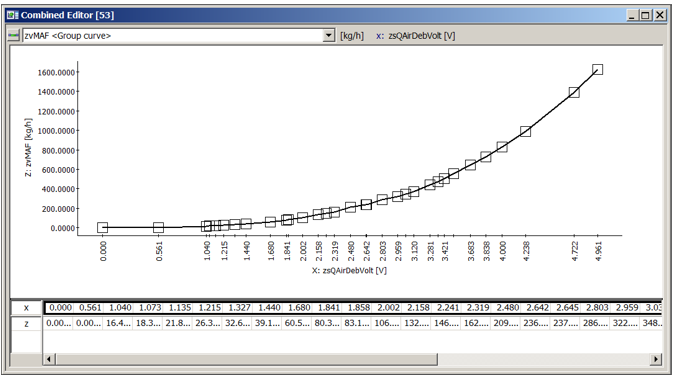 Combined Editor [53]
zvMAF <Group curve> [kg/h] x: zsQAirDebVolt [V]
1600.0000
1400.0000
1200.0000
1000.0000
800.0000
600.0000
400.0000
200.0000
0.0000
Z: zvMAF [kg/h]
0.000 0.561 1.040 1.215 1.440 1.680 1.841 2.002 2.158 2.319 2.480 2.642 2.803 2.959 3.120 3.281 3.421 3.683 3.838 4.000 4.238 4.722 4.961
X: zsQAirDebVolt [V]
x 0.000 0.561 1.040 1.073 1.135 1.215 1.327 1.440 1.680 1.841 1.858 2.002 2.158 2.241 2.319 2.480 2.642 2.645 2.803 2.959 3.03
z 0.00... 0.00... 16.4... 18.3... 21.8... 26.3... 32.6... 39.1... 60.5... 80.3... 83.1... 106.... 132.... 146.... 162.... 209.... 236.... 237.... 286.... 322.... 348...